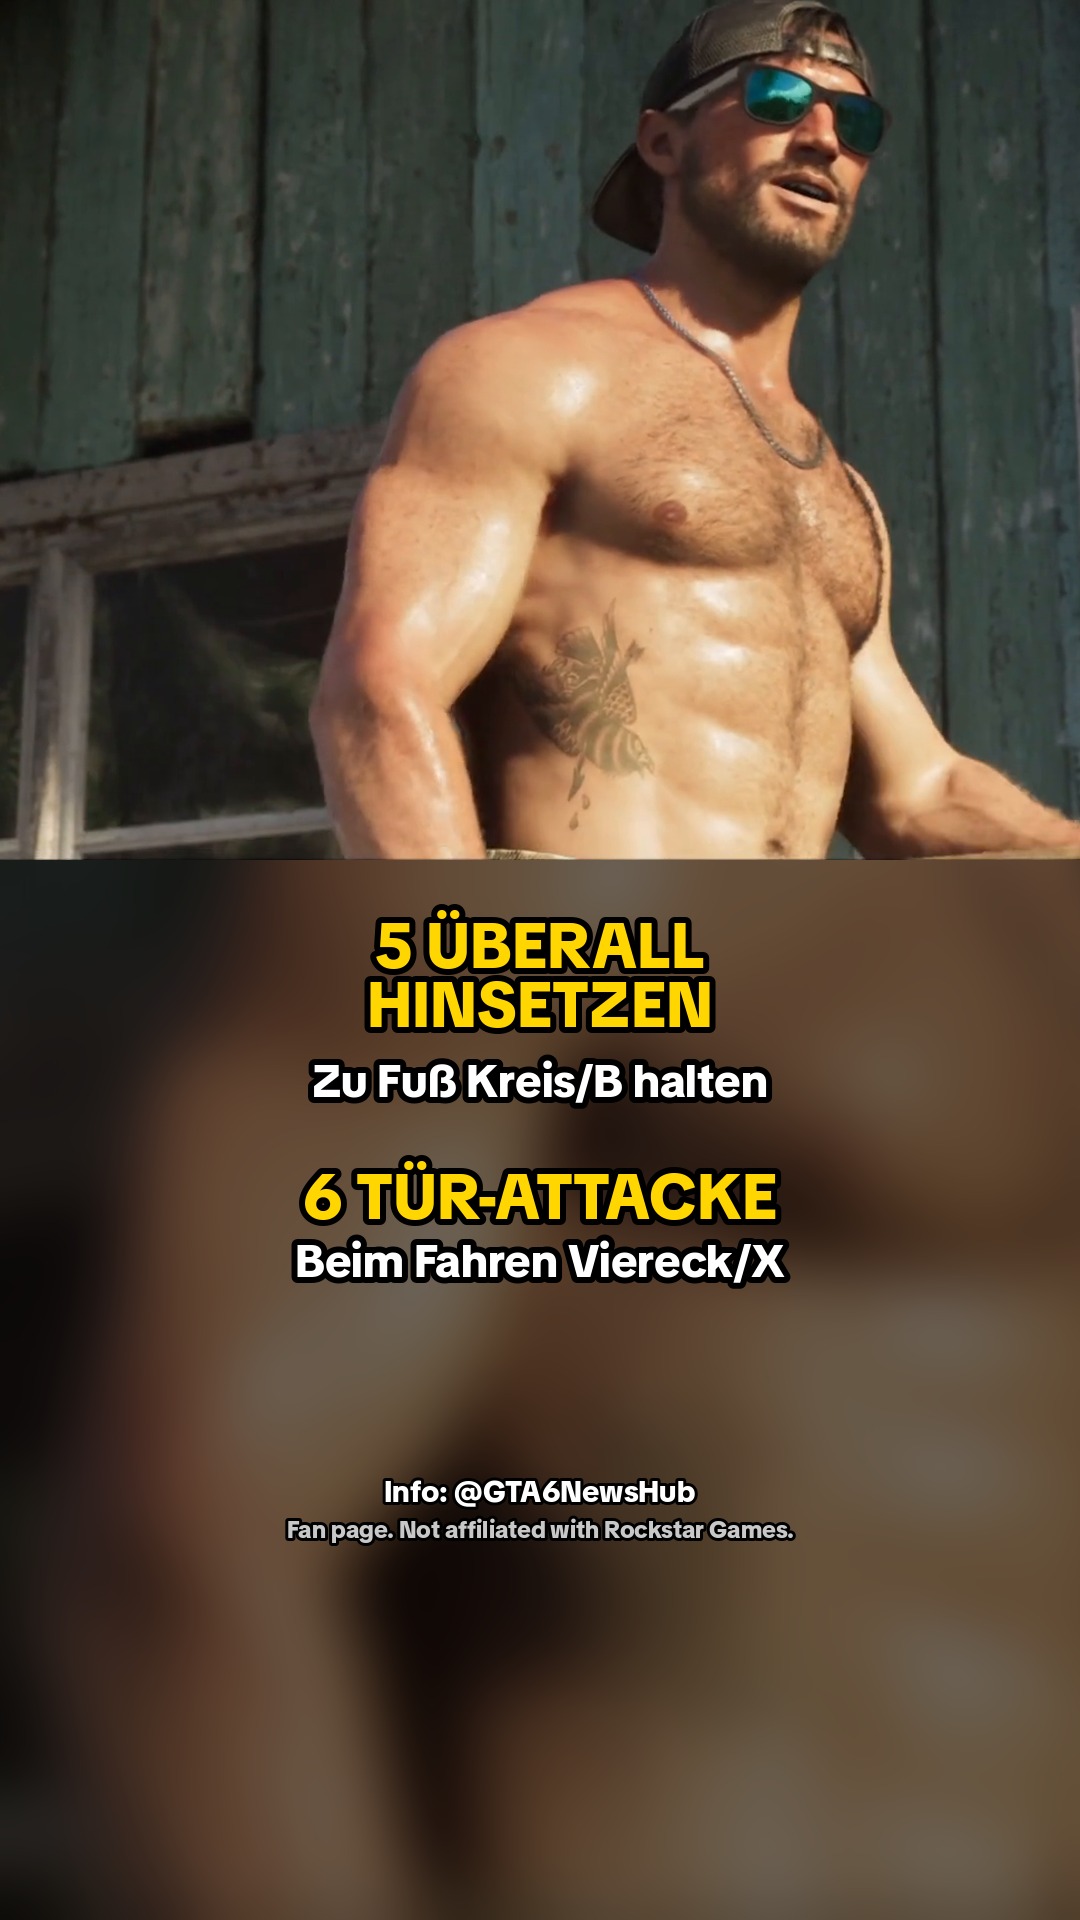 5 ÜBERALL
HINSETZEN
Zu Fuß Kreis/B halten
6 TÜR-ATTACKE
Beim Fahren Viereck/X
Info: @GTA6NewsHub
Fan page. Not affiliated with Rockstar Games.